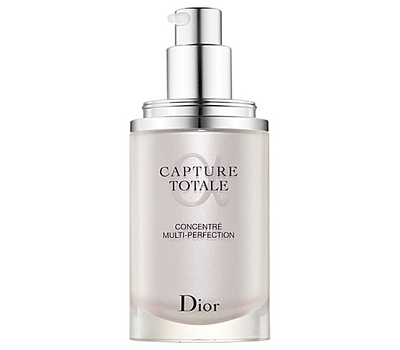 CAPTURE
TOTALE
CONCENTRÉ
MULTI-PERFECTION
Dior